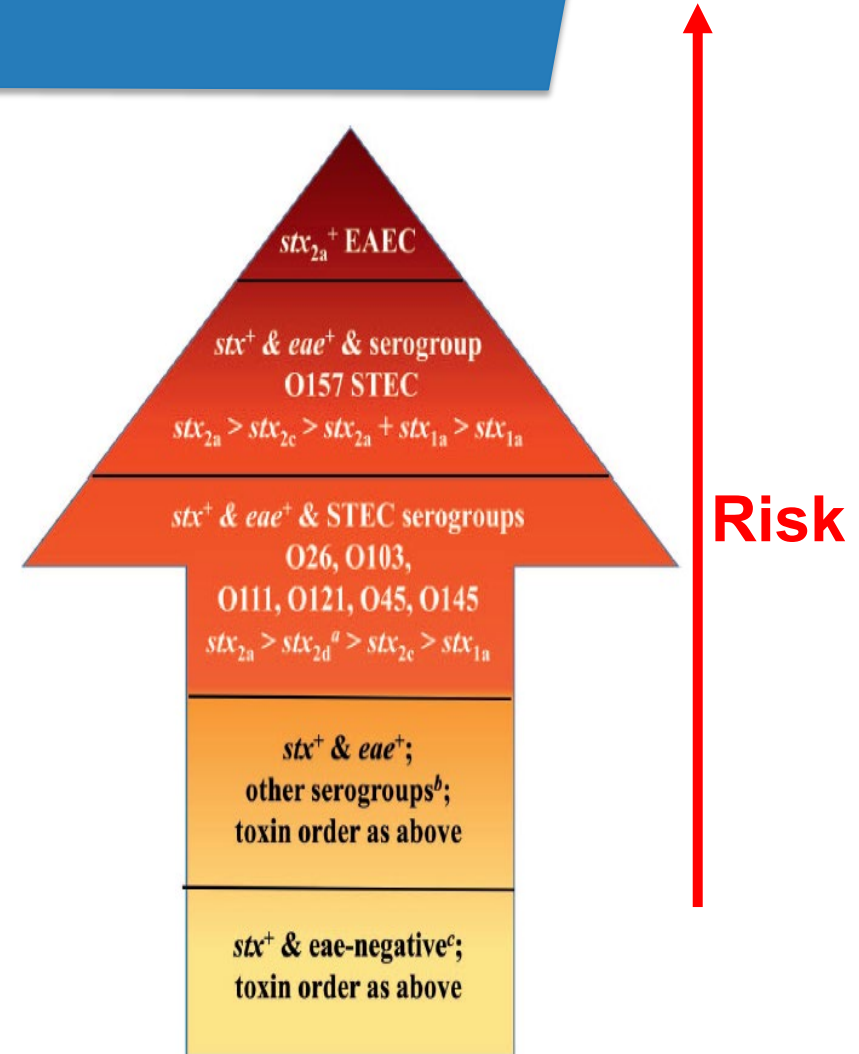 stx₂ₐ⁺ EAEC
stx⁺ & eae⁺ & serogroup
O157 STEC
stx₂ₐ > stx₂c > stx₂ₐ + stx₁ₐ > stx₁ₐ
stx⁺ & eae⁺ & STEC serogroups
O26, O103,
O111, O121, O45, O145
stx₂ₐ > stx₂dᵃ > stx₂c > stx₁ₐ
Risk
stx⁺ & eae⁺;
other serogroupsᵇ;
toxin order as above
stx⁺ & eae-negativeᶜ;
toxin order as above